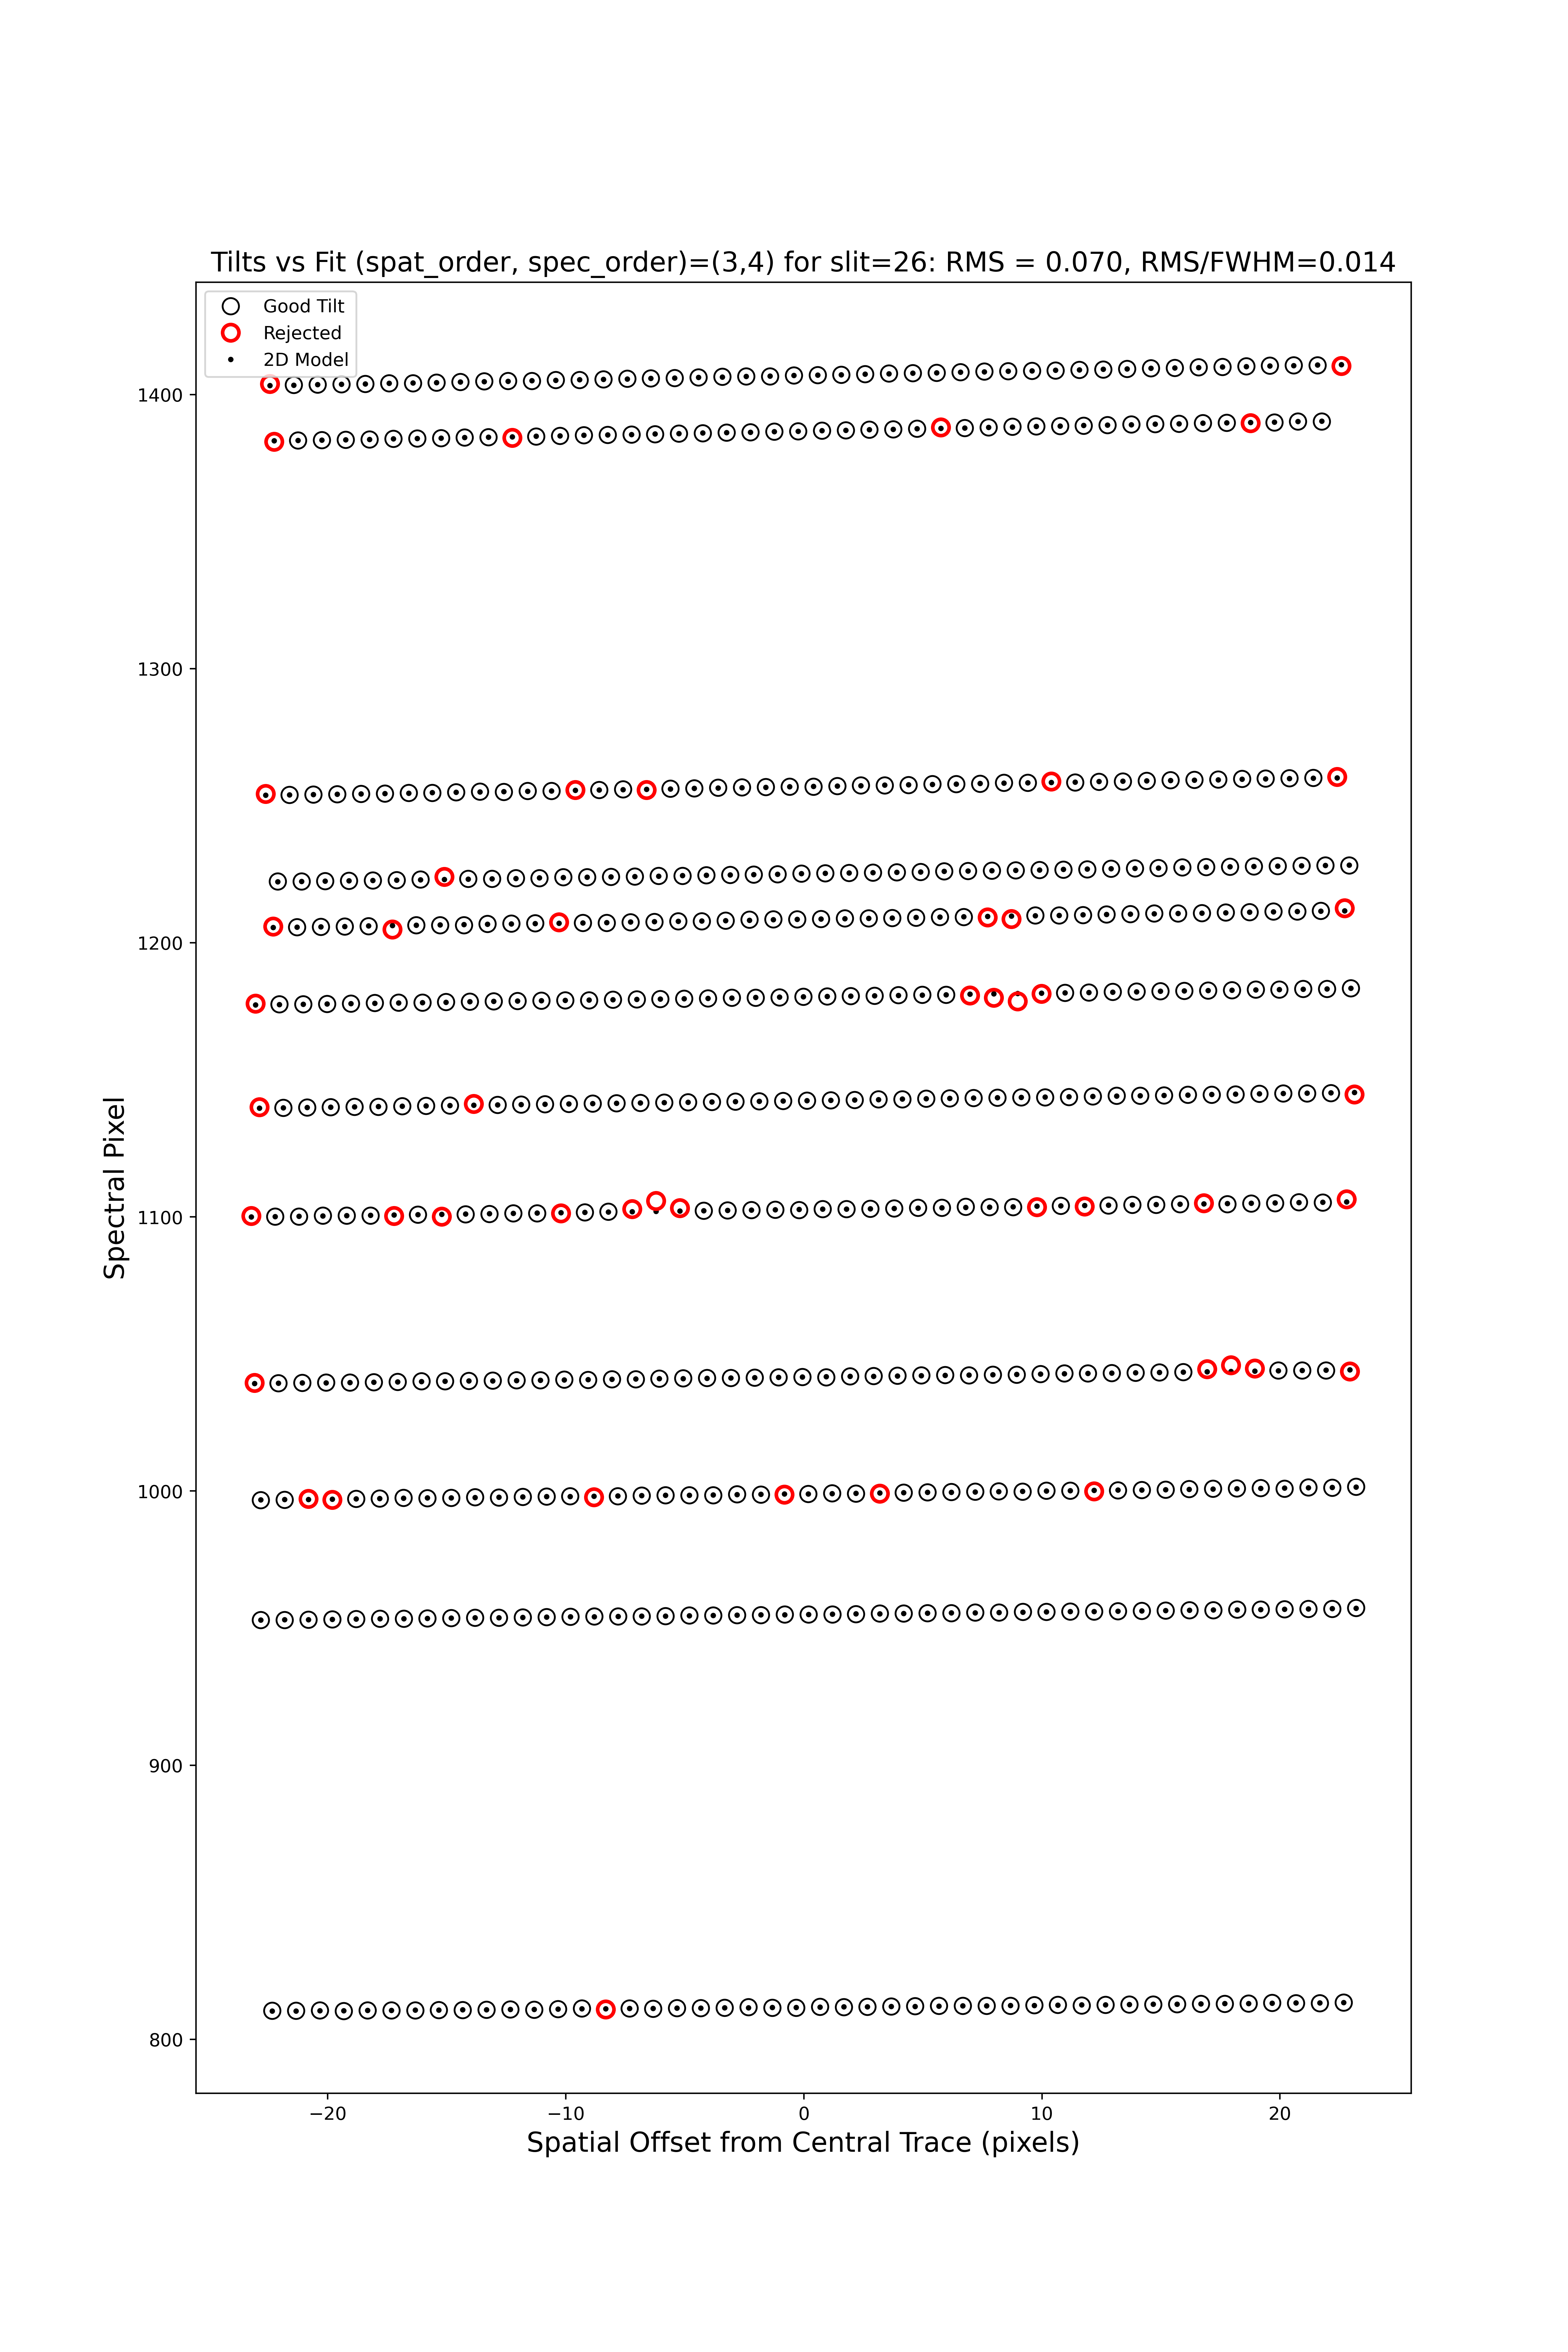 Tilts vs Fit (spat_order, spec_order)=(3,4) for slit=26: RMS = 0.070, RMS/FWHM=0.014
Good Tilt
Rejected
2D Model
1400
1300
1200
1100
1000
900
800
Spectral Pixel
−20
−10
0
10
20
Spatial Offset from Central Trace (pixels)